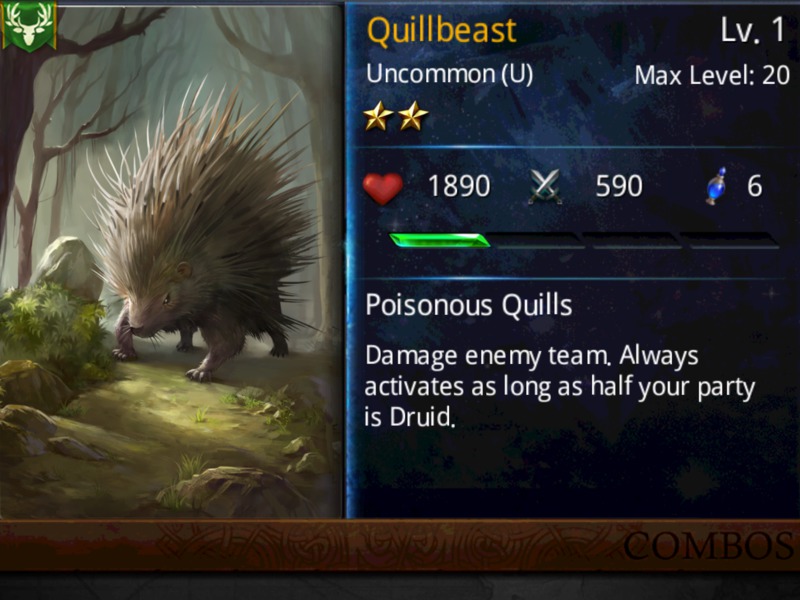 Quillbeast
Lv. 1
Uncommon (U)
Max Level: 20
1890
590
6
Poisonous Quills
Damage enemy team. Always
activates as long as half your party
is Druid.
COMBOS